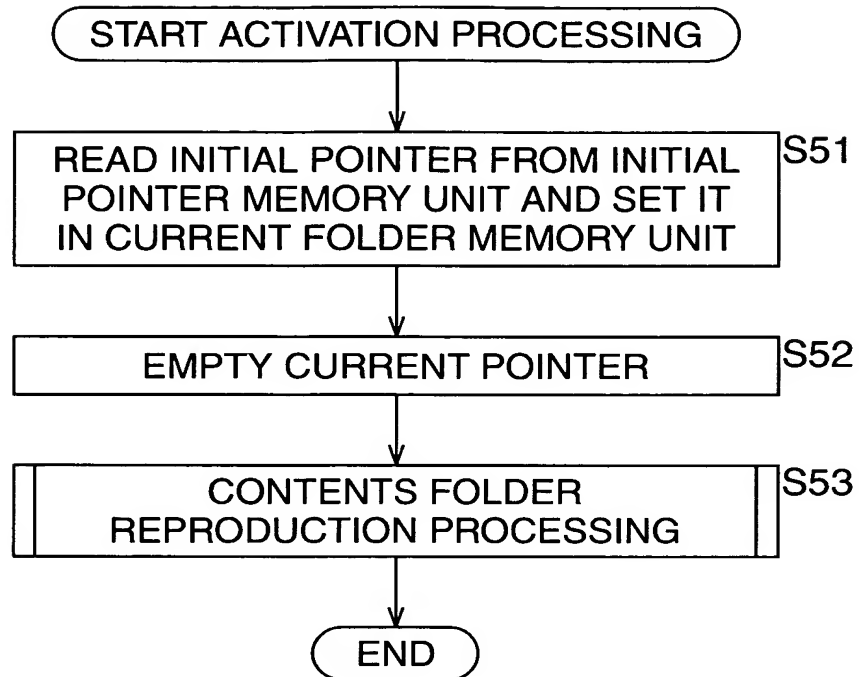 START ACTIVATION PROCESSING
S51
READ INITIAL POINTER FROM INITIAL
POINTER MEMORY UNIT AND SET IT
IN CURRENT FOLDER MEMORY UNIT
S52
EMPTY CURRENT POINTER
S53
CONTENTS FOLDER
REPRODUCTION PROCESSING
END